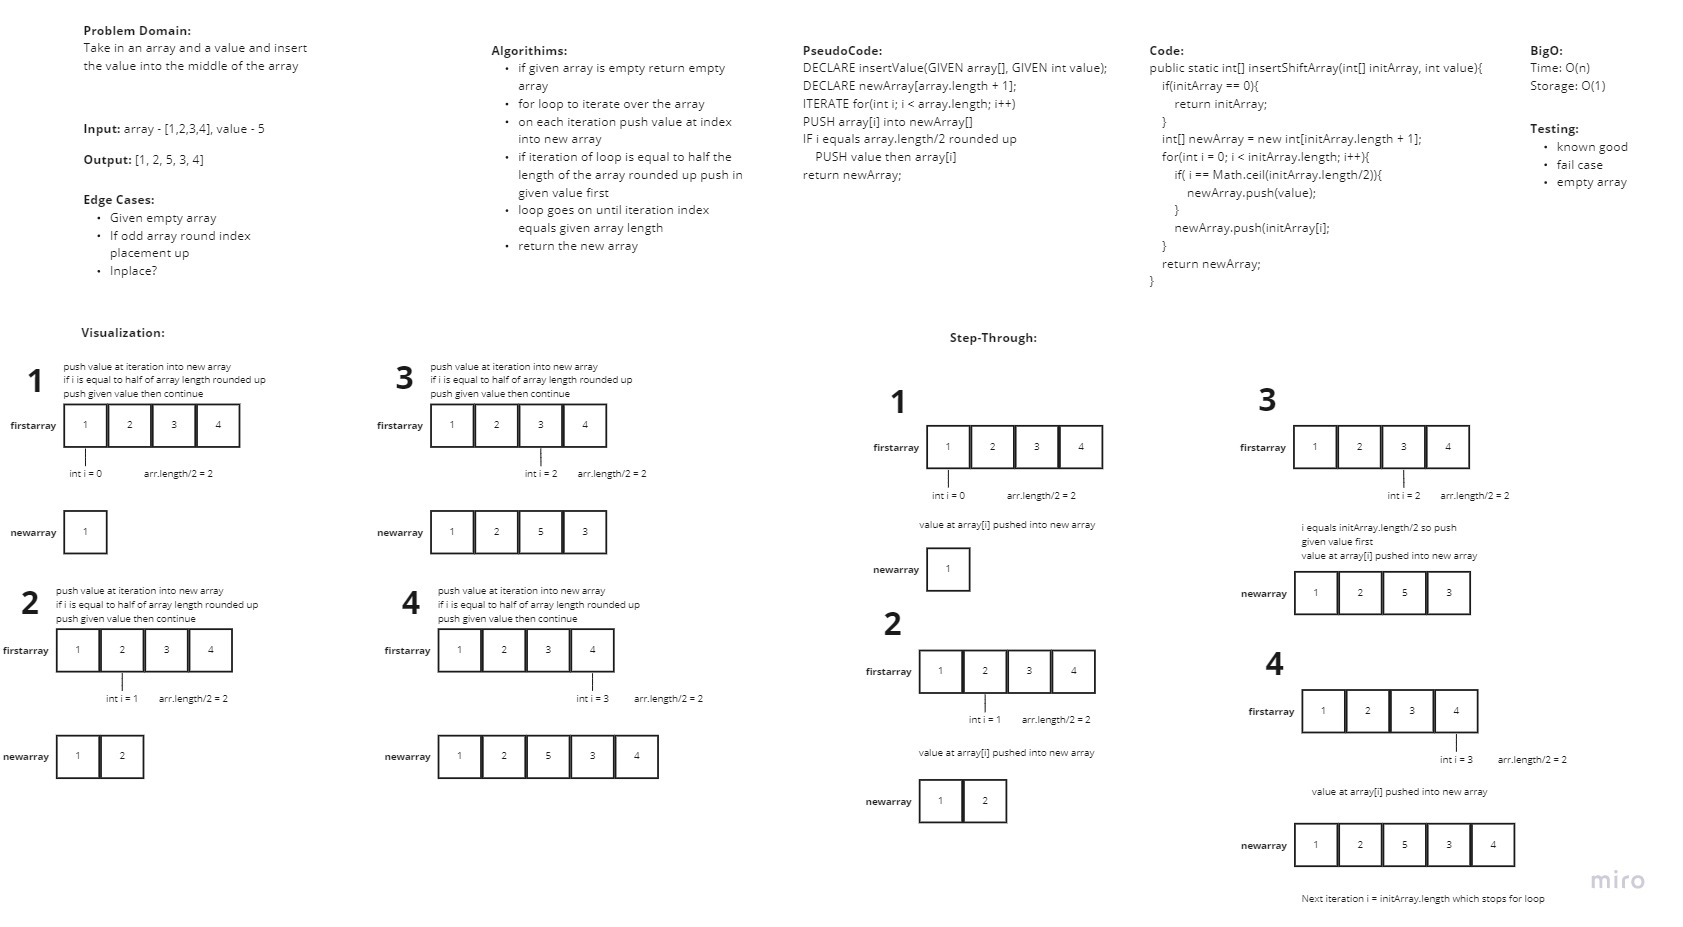 Problem Domain:
Take in an array and a value and insert
the value into the middle of the array
Input: array - [1,2,3,4], value - 5
Output: [1, 2, 5, 3, 4]
Edge Cases:
• Given empty array
• If odd array round index
placement up
• Inplace?
Algorithims:
• if given array is empty return empty
array
• for loop to iterate over the array
• on each iteration push value at index
into new array
• if iteration of loop is equal to half the
length of the array rounded up push in
given value first
• loop goes on until iteration index
equals given array length
• return the new array
PseudoCode:
DECLARE insertValue(GIVEN array[], GIVEN int value);
DECLARE newArray[array.length + 1];
ITERATE for(int i; i < array.length; i++)
PUSH array[i] into newArray[]
IF i equals array.length/2 rounded up
PUSH value then array[i]
return newArray;
Code:
public static int[] insertShiftArray(int[] initArray, int value){
if(initArray == 0){
return initArray;
}
int[] newArray = new int[initArray.length + 1];
for(int i = 0; i < initArray.length; i++){
if( i == Math.ceil(initArray.length/2)){
newArray.push(value);
}
newArray.push(initArray[i];
}
return newArray;
}
BigO:
Time: O(n)
Storage: O(1)
Testing:
• known good
• fail case
• empty array
Visualization:
1
push value at iteration into new array
if i is equal to half of array length rounded up
push given value then continue
firstarray 1 2 3 4
int i = 0 arr.length/2 = 2
newarray 1
2
push value at iteration into new array
if i is equal to half of array length rounded up
push given value then continue
firstarray 1 2 3 4
int i = 1 arr.length/2 = 2
newarray 1 2
3
push value at iteration into new array
if i is equal to half of array length rounded up
push given value then continue
firstarray 1 2 3 4
int i = 2 arr.length/2 = 2
newarray 1 2 5 3
4
push value at iteration into new array
if i is equal to half of array length rounded up
push given value then continue
firstarray 1 2 3 4
int i = 3 arr.length/2 = 2
newarray 1 2 5 3 4
Step-Through:
1
firstarray 1 2 3 4
int i = 0 arr.length/2 = 2
value at array[i] pushed into new array
newarray 1
2
firstarray 1 2 3 4
int i = 1 arr.length/2 = 2
value at array[i] pushed into new array
newarray 1 2
3
firstarray 1 2 3 4
int i = 2 arr.length/2 = 2
i equals initArray.length/2 so push
given value first
value at array[i] pushed into new array
newarray 1 2 5 3
4
firstarray 1 2 3 4
int i = 3 arr.length/2 = 2
value at array[i] pushed into new array
newarray 1 2 5 3 4
Next iteration i = initArray.length which stops for loop
miro